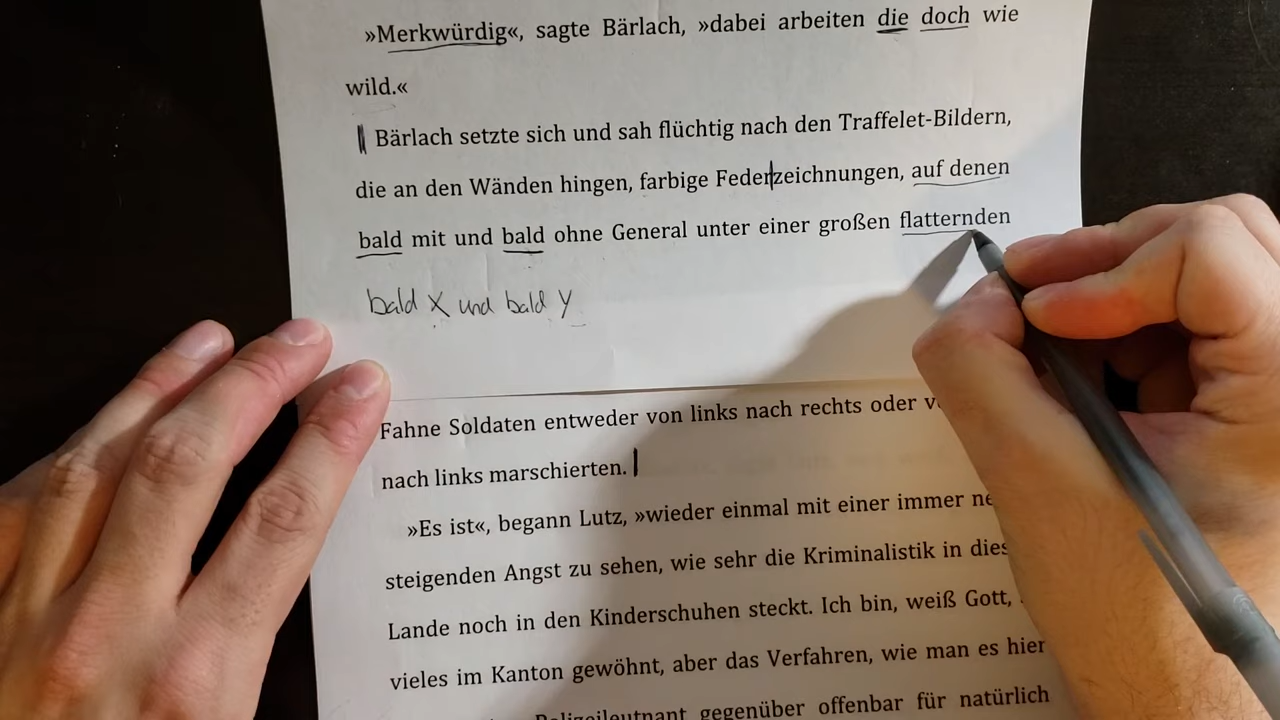 »Merkwürdig«, sagte Bärlach, »dabei arbeiten die doch wie
wild.«
Bärlach setzte sich und sah flüchtig nach den Traffelet-Bildern,
die an den Wänden hingen, farbige Federzeichnungen, auf denen
bald mit und bald ohne General unter einer großen flatternden
bald X und bald Y
Fahne Soldaten entweder von links nach rechts oder
nach links marschierten.
»Es ist«, begann Lutz, »wieder einmal mit einer immer
steigenden Angst zu sehen, wie sehr die Kriminalistik in
Lande noch in den Kinderschuhen steckt. Ich bin, weiß Gott,
vieles im Kanton gewöhnt, aber das Verfahren, wie man es hier
Polizeileutnant gegenüber offenbar für natürlich